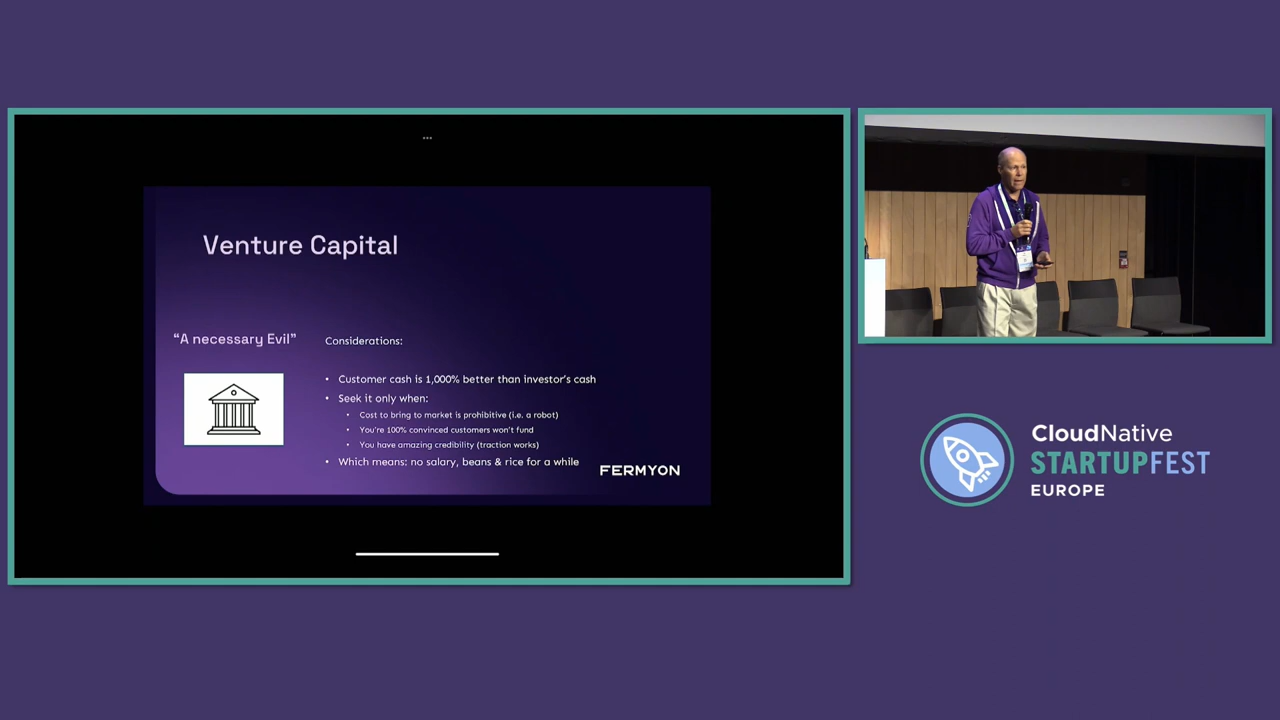 Venture Capital
“A necessary Evil”
Considerations:
• Customer cash is 1,000% better than investor's cash
• Seek it only when:
• Cost to bring to market is prohibitive (i.e. a robot)
• You're 100% convinced customers won't fund
• You have amazing credibility (traction works)
• Which means: no salary, beans & rice for a while
FERMYON
CloudNative
STARTUPFEST
EUROPE